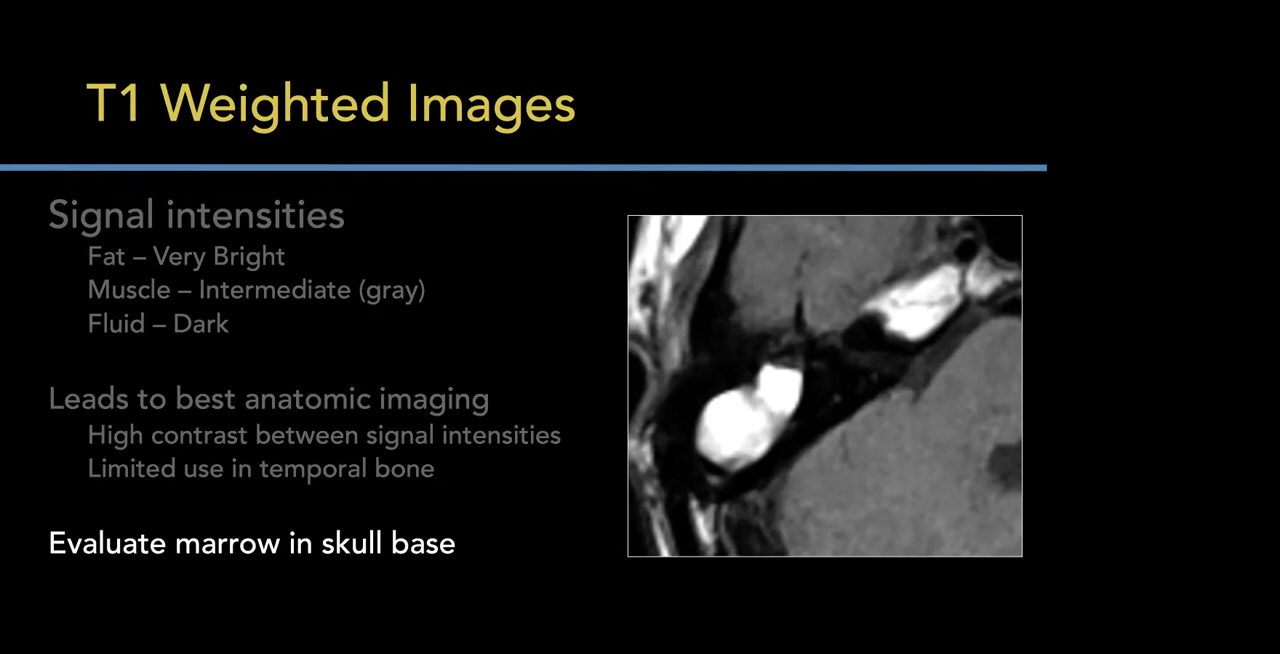 T1 Weighted Images
Signal intensities
Fat – Very Bright
Muscle – Intermediate (gray)
Fluid – Dark
Leads to best anatomic imaging
High contrast between signal intensities
Limited use in temporal bone
Evaluate marrow in skull base